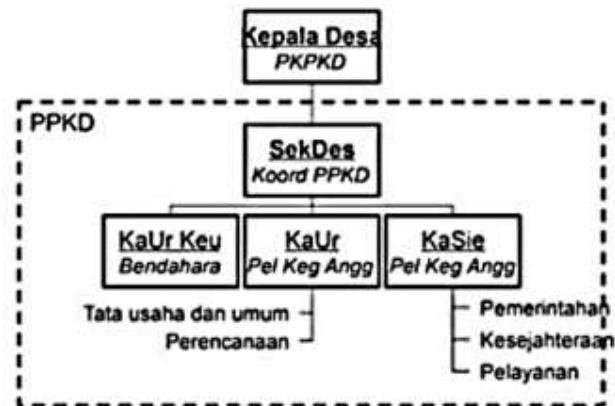 Kepala Desa
PKPKD
PPKD
SekDes
Koord PPKD
KaUr Keu
Bendahara
KaUr
Pel Keg Angg
KaSie
Pel Keg Angg
Tata usaha dan umum
Perencanaan
Pemerintahan
Kesejahteraan
Pelayanan